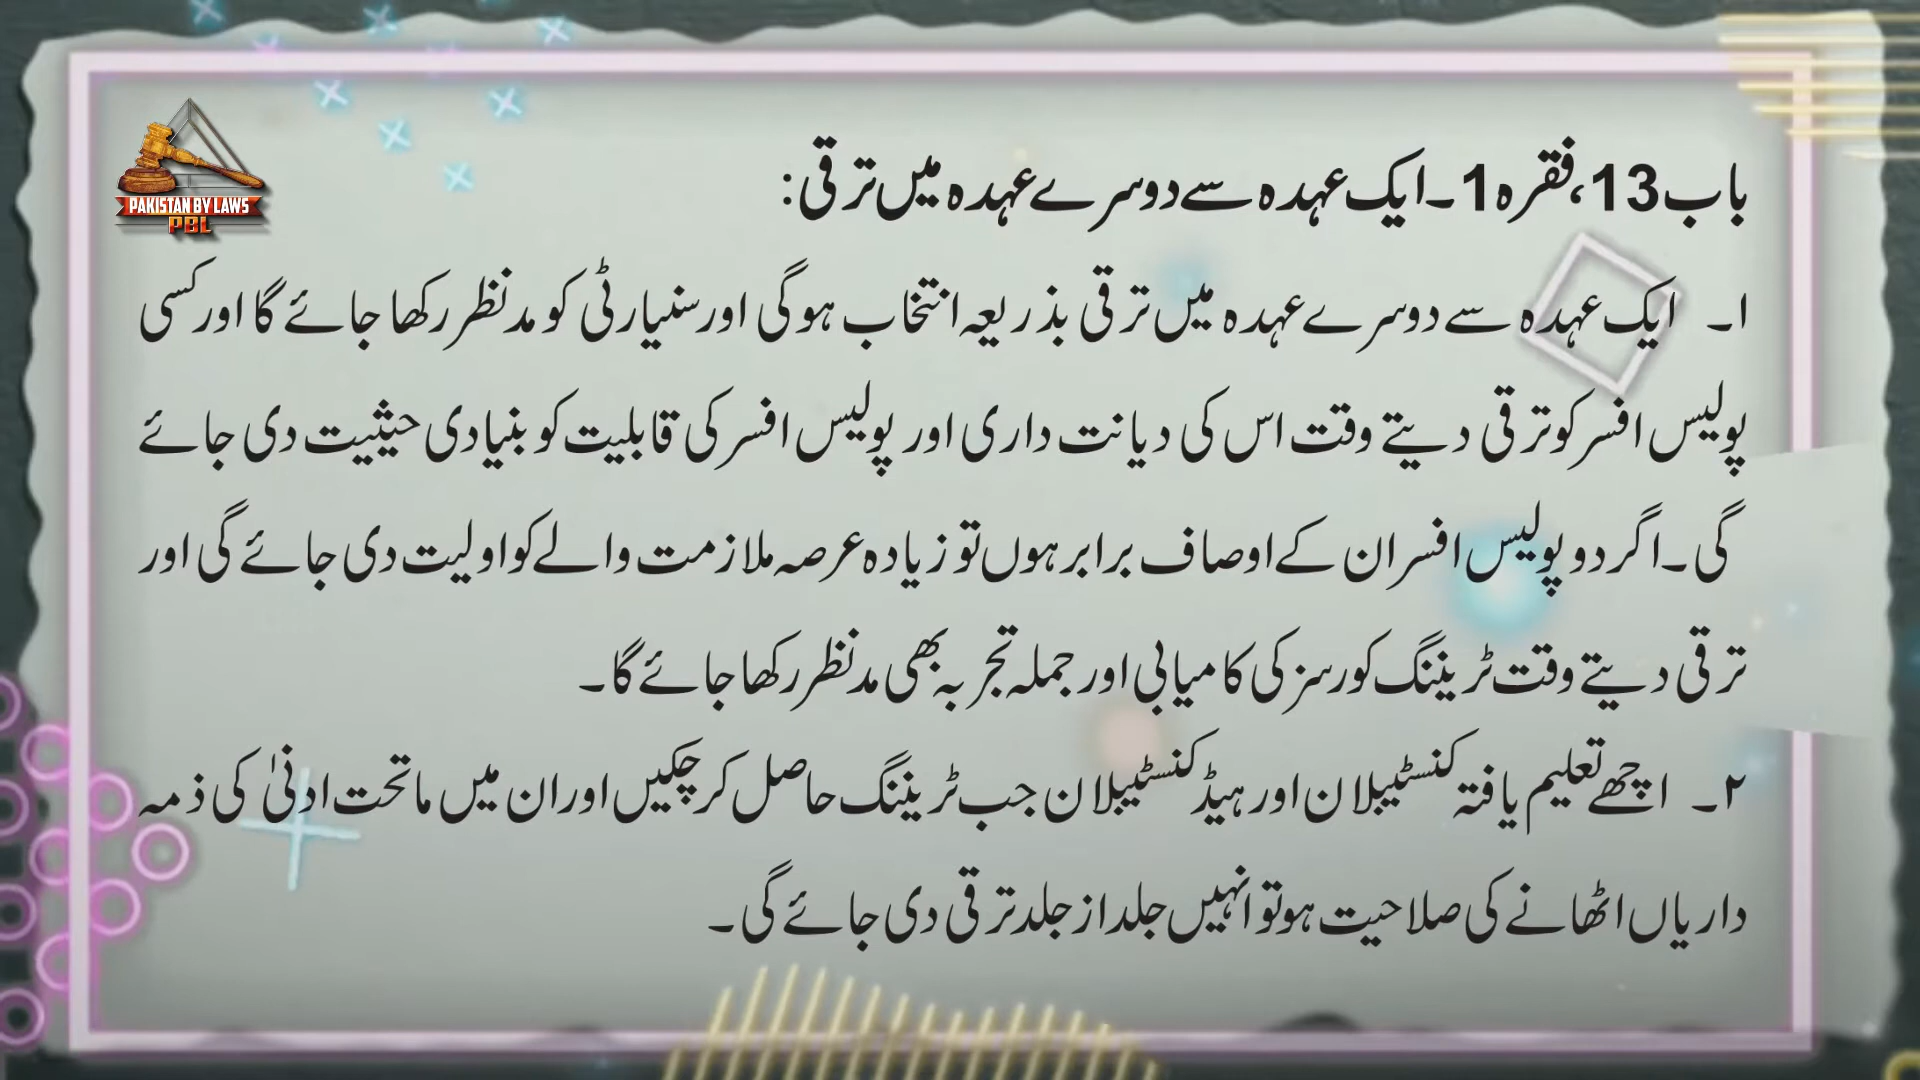 PAKISTAN BY LAWS
PBL
باب 13، فقرہ 1۔ ایک عہدہ سے دوسرے عہدہ میں ترقی:
۱۔ ایک عہدہ سے دوسرے عہدہ میں ترقی بذریعہ انتخاب ہوگی اور سنیارٹی کو مدنظر رکھا جائے گا اور کسی
پولیس افسر کو ترقی دیتے وقت اس کی دیانت داری اور پولیس افسر کی قابلیت کو بنیادی حیثیت دی جائے
گی۔ اگر دو پولیس افسران کے اوصاف برابر ہوں تو زیادہ عرصہ ملازمت والے کو اولیت دی جائے گی اور
ترقی دیتے وقت ٹریننگ کورسز کی کامیابی اور جملہ تجربہ بھی مدنظر رکھا جائے گا۔
۲۔ اچھے تعلیم یافتہ کنسٹیبلان اور ہیڈ کنسٹیبلان جب ٹریننگ حاصل کر چکیں اور ان میں ماتحت ادنیٰ کی ذمہ
داریاں اٹھانے کی صلاحیت ہو تو انہیں جلد از جلد ترقی دی جائے گی۔